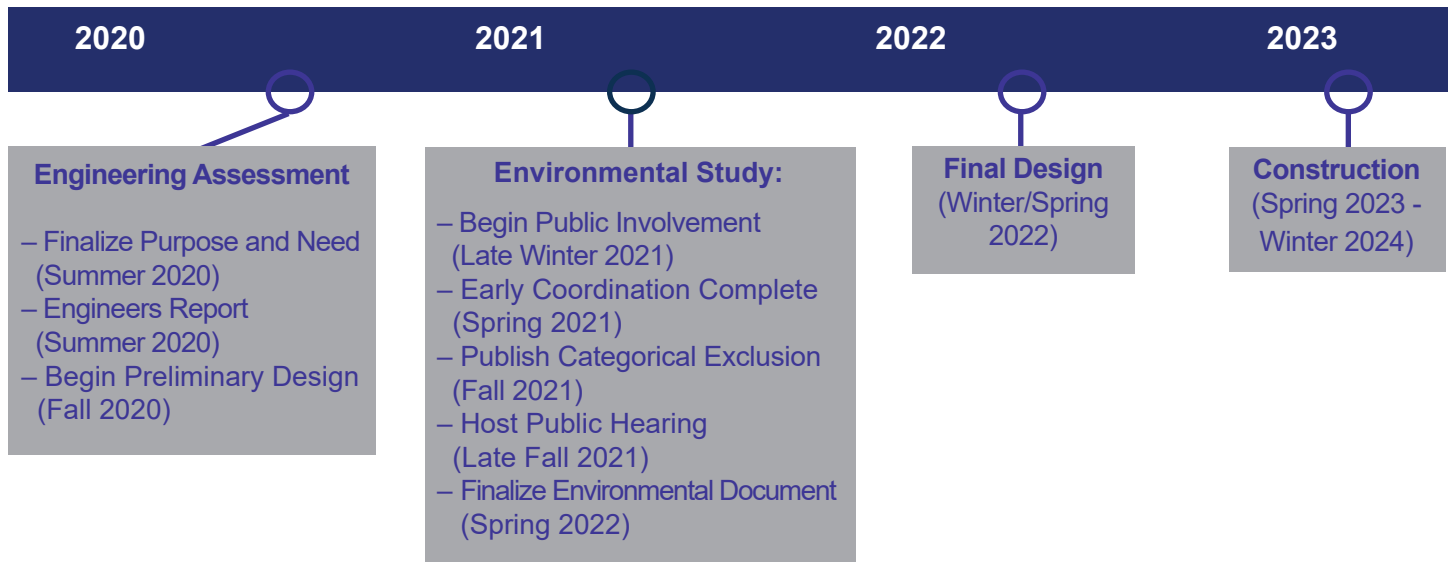 2020
2021
2022
2023
Engineering Assessment
– Finalize Purpose and Need
(Summer 2020)
– Engineers Report
(Summer 2020)
– Begin Preliminary Design
(Fall 2020)
Environmental Study:
– Begin Public Involvement
(Late Winter 2021)
– Early Coordination Complete
(Spring 2021)
– Publish Categorical Exclusion
(Fall 2021)
– Host Public Hearing
(Late Fall 2021)
– Finalize Environmental Document
(Spring 2022)
Final Design
(Winter/Spring
2022)
Construction
(Spring 2023 -
Winter 2024)